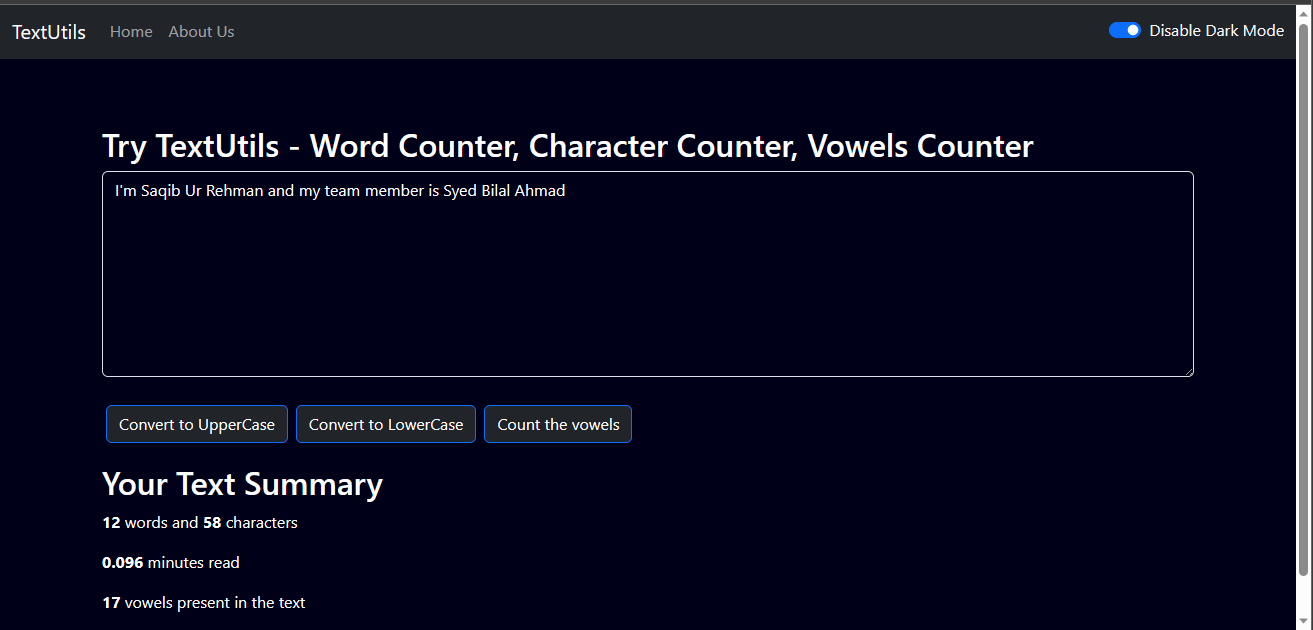 TextUtils Home About Us Disable Dark Mode
Try TextUtils - Word Counter, Character Counter, Vowels Counter
I'm Saqib Ur Rehman and my team member is Syed Bilal Ahmad
Convert to UpperCase Convert to LowerCase Count the vowels
Your Text Summary
12 words and 58 characters
0.096 minutes read
17 vowels present in the text